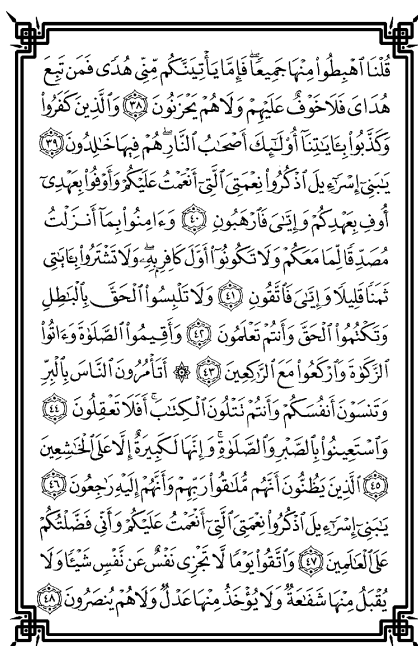 قُلْنَا ٱهْبِطُوا۟ مِنْهَا جَمِيعًۭا ۖ فَإِمَّا يَأْتِيَنَّكُم مِّنِّى هُدًۭى فَمَن تَبِعَ
هُدَاىَ فَلَا خَوْفٌ عَلَيْهِمْ وَلَا هُمْ يَحْزَنُونَ ٣٨ وَٱلَّذِينَ كَفَرُوا۟
وَكَذَّبُوا۟ بِـَٔايَـٰتِنَآ أُو۟لَـٰٓئِكَ أَصْحَـٰبُ ٱلنَّارِ ۖ هُمْ فِيهَا خَـٰلِدُونَ ٣٩
يَـٰبَنِىٓ إِسْرَٰٓءِيلَ ٱذْكُرُوا۟ نِعْمَتِىَ ٱلَّتِىٓ أَنْعَمْتُ عَلَيْكُمْ وَأَوْفُوا۟ بِعَهْدِىٓ
أُوفِ بِعَهْدِكُمْ وَإِيَّـٰىَ فَٱرْهَبُونِ ٤٠ وَءَامِنُوا۟ بِمَآ أَنزَلْتُ
مُصَدِّقًۭا لِّمَا مَعَكُمْ وَلَا تَكُونُوٓا۟ أَوَّلَ كَافِرٍۭ بِهِۦ ۖ وَلَا تَشْتَرُوا۟ بِـَٔايَـٰتِى
ثَمَنًۭا قَلِيلًۭا وَإِيَّـٰىَ فَٱتَّقُونِ ٤١ وَلَا تَلْبِسُوا۟ ٱلْحَقَّ بِٱلْبَـٰطِلِ
وَتَكْتُمُوا۟ ٱلْحَقَّ وَأَنتُمْ تَعْلَمُونَ ٤٢ وَأَقِيمُوا۟ ٱلصَّلَوٰةَ وَءَاتُوا۟
ٱلزَّكَوٰةَ وَٱرْكَعُوا۟ مَعَ ٱلرَّٰكِعِينَ ٤٣ ۞ أَتَأْمُرُونَ ٱلنَّاسَ بِٱلْبِرِّ
وَتَنسَوْنَ أَنفُسَكُمْ وَأَنتُمْ تَتْلُونَ ٱلْكِتَـٰبَ ۚ أَفَلَا تَعْقِلُونَ ٤٤
وَٱسْتَعِينُوا۟ بِٱلصَّبْرِ وَٱلصَّلَوٰةِ ۚ وَإِنَّهَا لَكَبِيرَةٌ إِلَّا عَلَى ٱلْخَـٰشِعِينَ
٤٥ ٱلَّذِينَ يَظُنُّونَ أَنَّهُم مُّلَـٰقُوا۟ رَبِّهِمْ وَأَنَّهُمْ إِلَيْهِ رَٰجِعُونَ ٤٦
يَـٰبَنِىٓ إِسْرَٰٓءِيلَ ٱذْكُرُوا۟ نِعْمَتِىَ ٱلَّتِىٓ أَنْعَمْتُ عَلَيْكُمْ وَأَنِّى فَضَّلْتُكُمْ
عَلَى ٱلْعَـٰلَمِينَ ٤٧ وَٱتَّقُوا۟ يَوْمًۭا لَّا تَجْزِى نَفْسٌ عَن نَّفْسٍۢ شَيْـًۭٔا وَلَا
يُقْبَلُ مِنْهَا شَفَـٰعَةٌۭ وَلَا يُؤْخَذُ مِنْهَا عَدْلٌۭ وَلَا هُمْ يُنصَرُونَ ٤٨